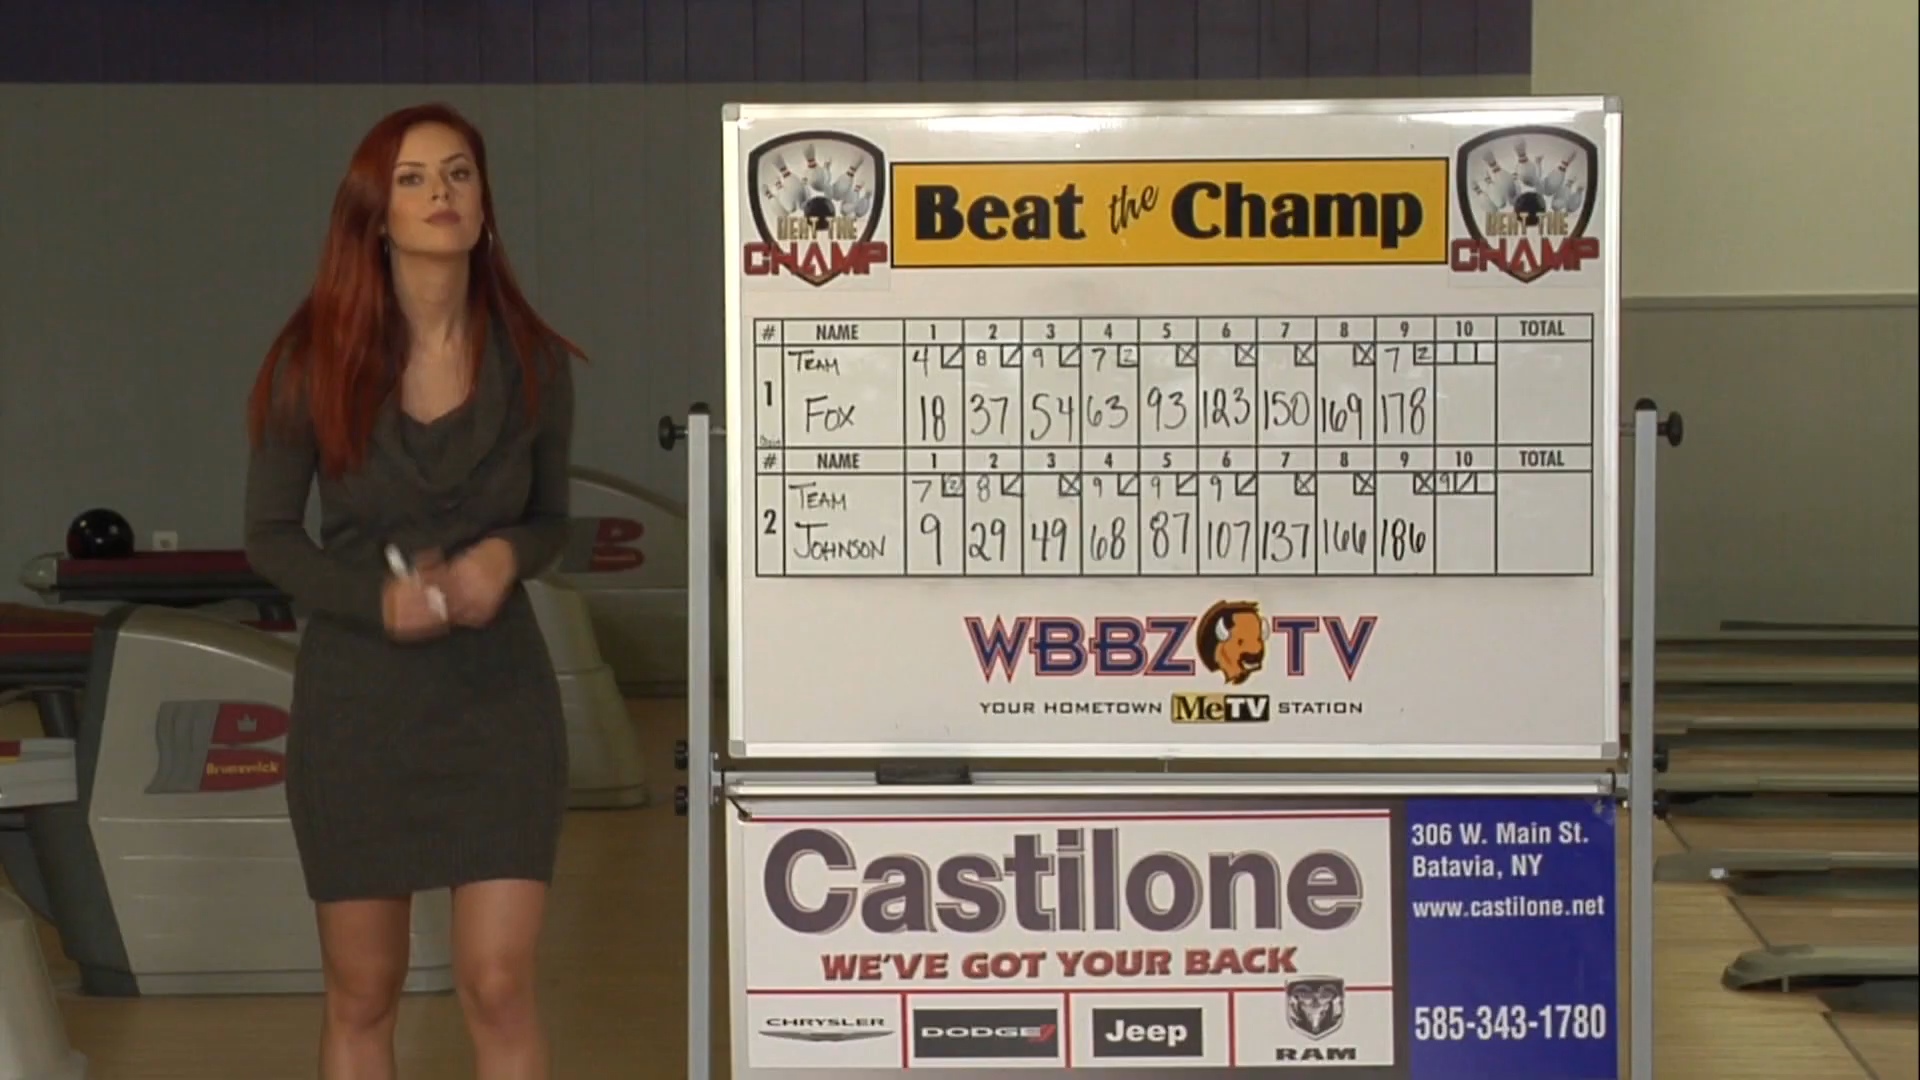 BEAT THE
CHAMP
Beat the Champ
BEAT THE
CHAMP
# NAME 1 2 3 4 5 6 7 8 9 10 TOTAL
1 TEAM 4 / 8 / 9 / 7 2 X X X X 7 2
FOX 18 37 54 63 93 123 150 169 178
# NAME 1 2 3 4 5 6 7 8 9 10 TOTAL
2 TEAM 7 2 8 / X 9 / 9 / 9 / X X X 9 /
JOHNSON 9 29 49 68 87 107 137 166 186
WBBZ TV
YOUR HOMETOWN MeTV STATION
Brunswick
Castilone
WE'VE GOT YOUR BACK
CHRYSLER DODGE Jeep RAM
306 W. Main St.
Batavia, NY
www.castilone.net
585-343-1780